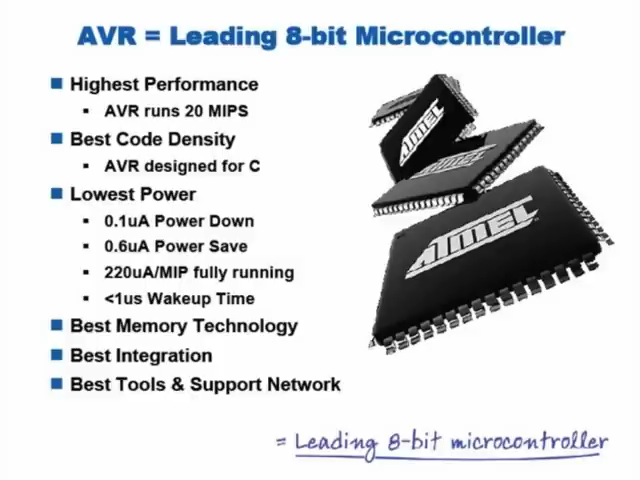 AVR = Leading 8-bit Microcontroller
■ Highest Performance
▪ AVR runs 20 MIPS
■ Best Code Density
▪ AVR designed for C
■ Lowest Power
▪ 0.1uA Power Down
▪ 0.6uA Power Save
▪ 220uA/MIP fully running
▪ <1us Wakeup Time
■ Best Memory Technology
■ Best Integration
■ Best Tools & Support Network
ATMEL
ATMEL
ATMEL
= Leading 8-bit microcontroller